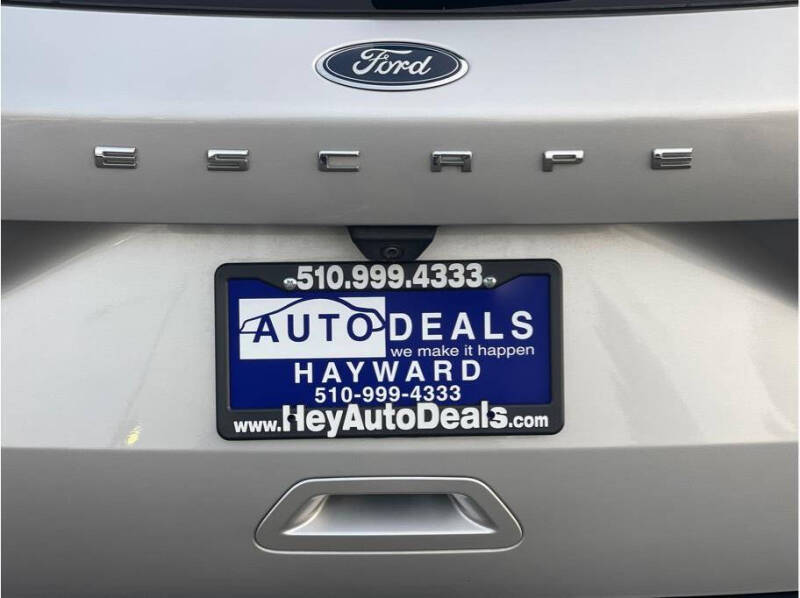 Ford
ESCAPE
510.999.4333
AUTO DEALS
we make it happen
HAYWARD
510-999-4333
www.HeyAutoDeals.com